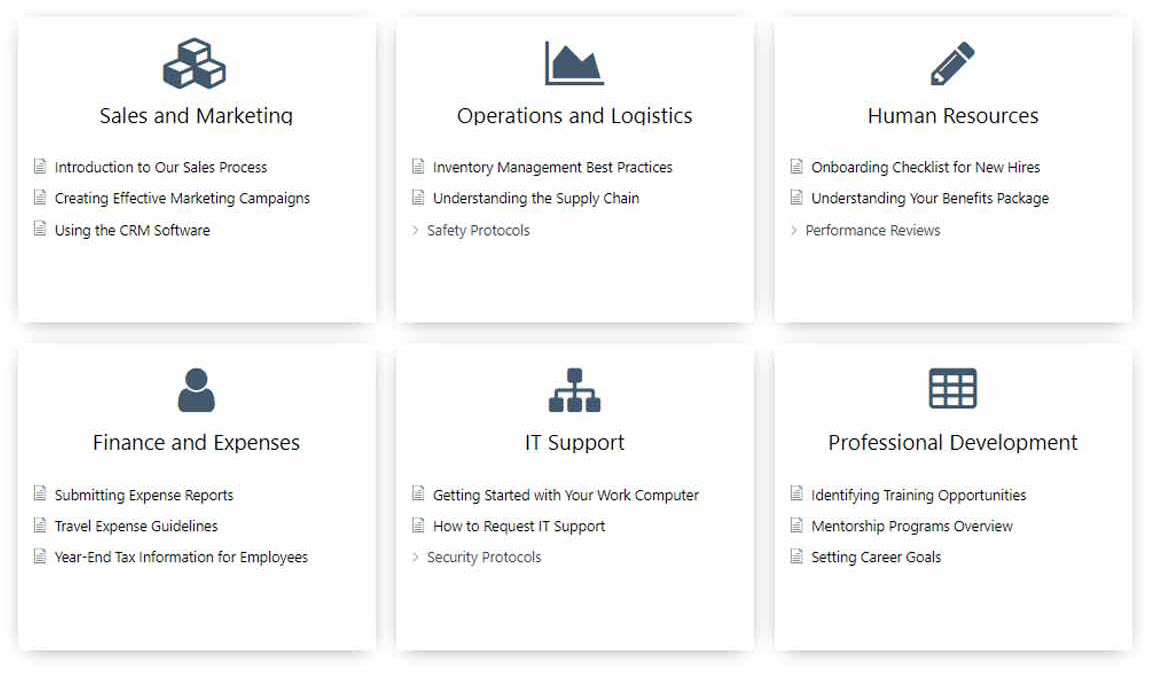 Sales and Marketing
Introduction to Our Sales Process
Creating Effective Marketing Campaigns
Using the CRM Software
Operations and Logistics
Inventory Management Best Practices
Understanding the Supply Chain
Safety Protocols
Human Resources
Onboarding Checklist for New Hires
Understanding Your Benefits Package
Performance Reviews
Finance and Expenses
Submitting Expense Reports
Travel Expense Guidelines
Year-End Tax Information for Employees
IT Support
Getting Started with Your Work Computer
How to Request IT Support
Security Protocols
Professional Development
Identifying Training Opportunities
Mentorship Programs Overview
Setting Career Goals